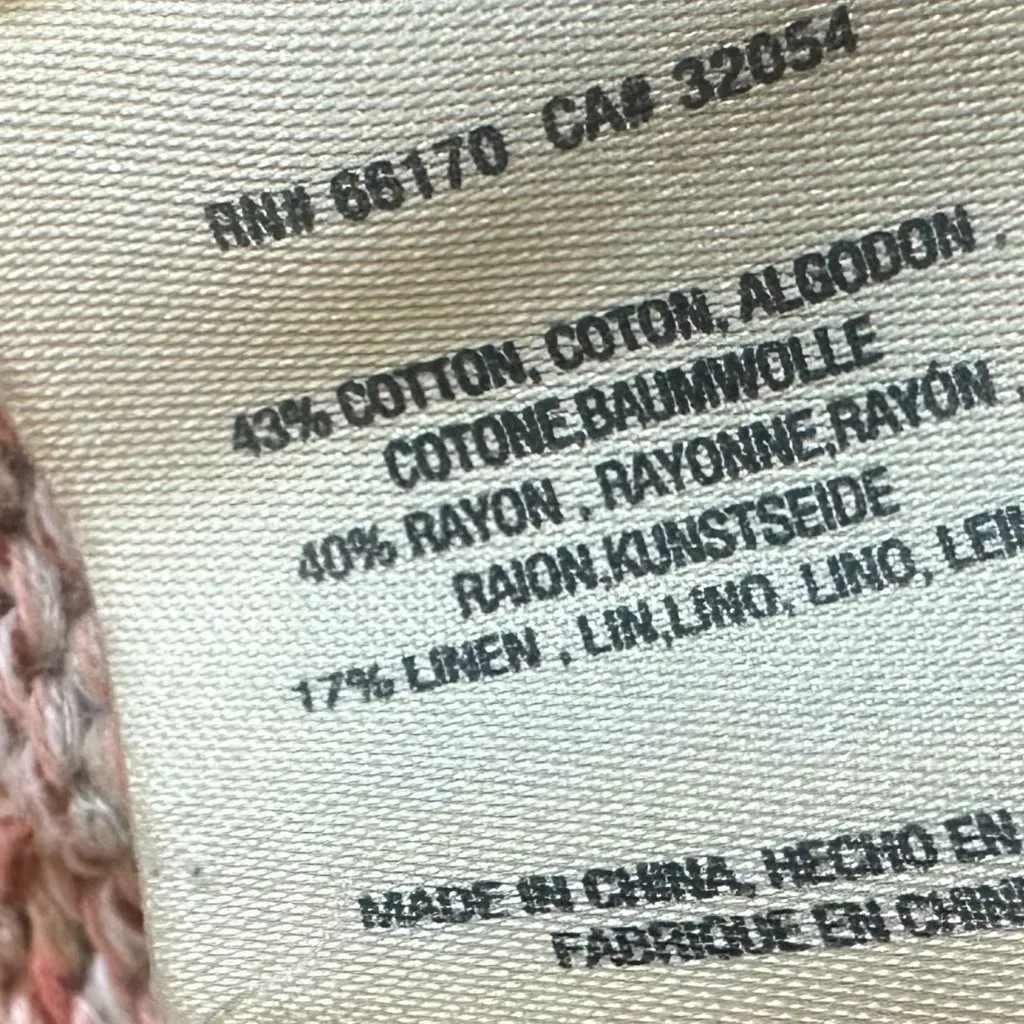 RN# 66170 CA# 32054
43% COTTON, COTON, ALGODON,
COTONE,BAUMWOLLE
40% RAYON , RAYONNE,RAYÓN ,
RAION,KUNSTSEIDE
17% LINEN , LIN,LINO, LINO,
MADE IN CHINA, HECHO EN
FABRIQUE EN